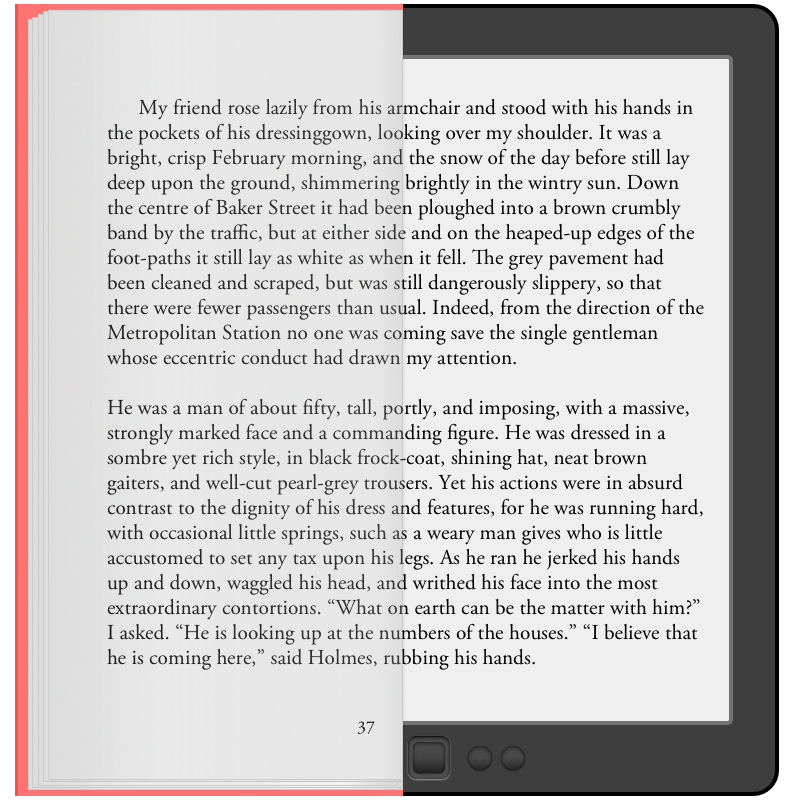 My friend rose lazily from his armchair and stood with his hands in
the pockets of his dressinggown, looking over my shoulder. It was a
bright, crisp February morning, and the snow of the day before still lay
deep upon the ground, shimmering brightly in the wintry sun. Down
the centre of Baker Street it had been ploughed into a brown crumbly
band by the traffic, but at either side and on the heaped-up edges of the
foot-paths it still lay as white as when it fell. The grey pavement had
been cleaned and scraped, but was still dangerously slippery, so that
there were fewer passengers than usual. Indeed, from the direction of the
Metropolitan Station no one was coming save the single gentleman
whose eccentric conduct had drawn my attention.
He was a man of about fifty, tall, portly, and imposing, with a massive,
strongly marked face and a commanding figure. He was dressed in a
sombre yet rich style, in black frock-coat, shining hat, neat brown
gaiters, and well-cut pearl-grey trousers. Yet his actions were in absurd
contrast to the dignity of his dress and features, for he was running hard,
with occasional little springs, such as a weary man gives who is little
accustomed to set any tax upon his legs. As he ran he jerked his hands
up and down, waggled his head, and writhed his face into the most
extraordinary contortions. “What on earth can be the matter with him?”
I asked. “He is looking up at the numbers of the houses.” “I believe that
he is coming here,” said Holmes, rubbing his hands.
37